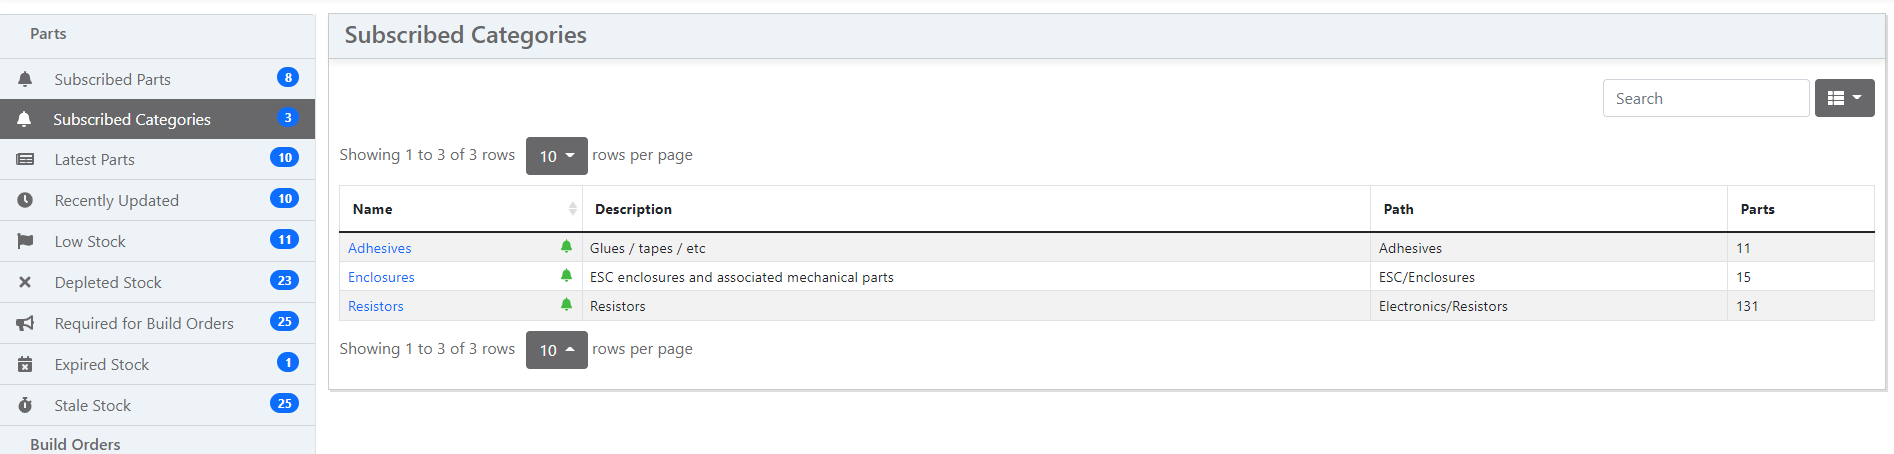 Parts
Subscribed Parts 8
Subscribed Categories 3
Latest Parts 10
Recently Updated 10
Low Stock 11
Depleted Stock 23
Required for Build Orders 25
Expired Stock 1
Stale Stock 25
Build Orders
Subscribed Categories
Search
Showing 1 to 3 of 3 rows 10 rows per page
Name Description Path Parts
Adhesives Glues / tapes / etc Adhesives 11
Enclosures ESC enclosures and associated mechanical parts ESC/Enclosures 15
Resistors Resistors Electronics/Resistors 131
Showing 1 to 3 of 3 rows 10 rows per page